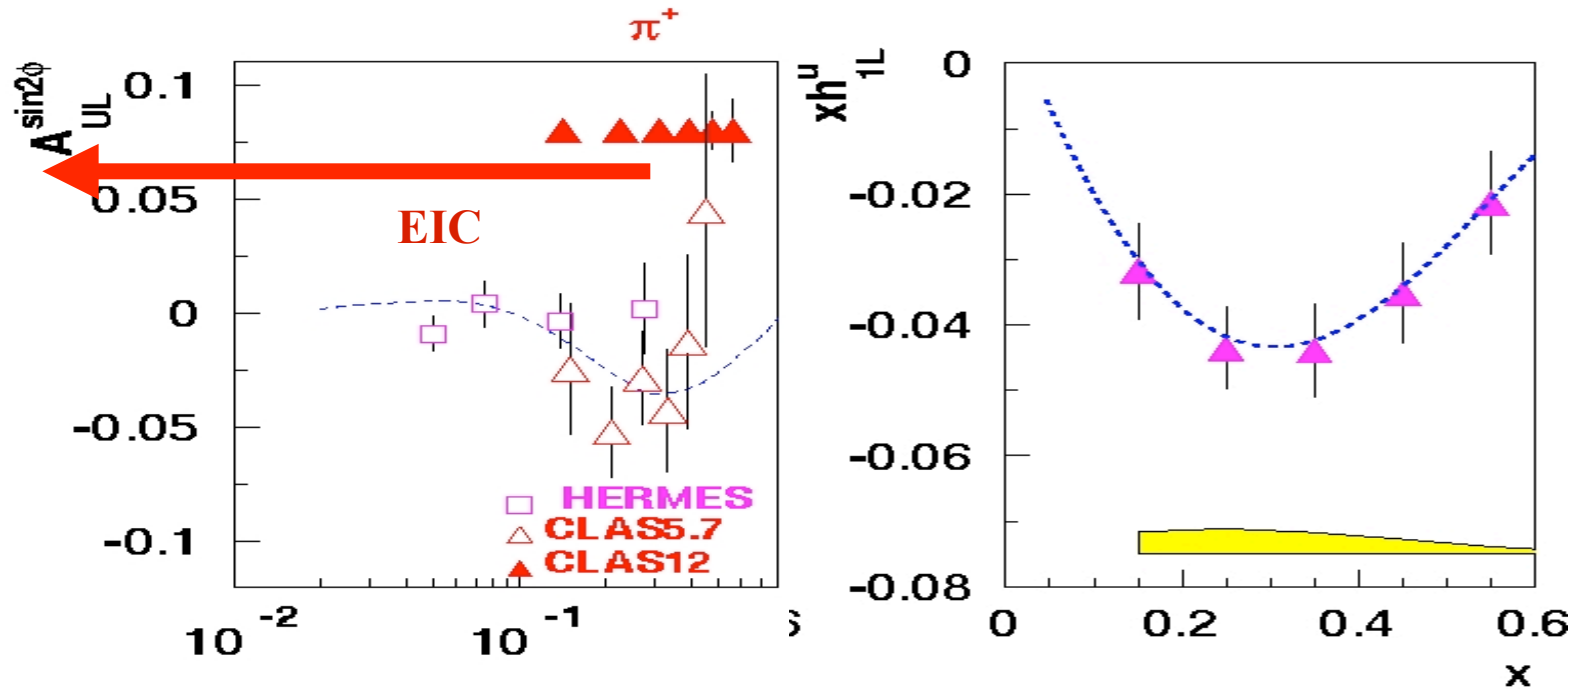 π+
A sin2φ UL
0.1
0.05
0
-0.05
-0.1
EIC
HERMES
CLAS5.7
CLAS12
10 -2
10 -1
xh u 1L
0
-0.02
-0.04
-0.06
-0.08
0 0.2 0.4 0.6
x